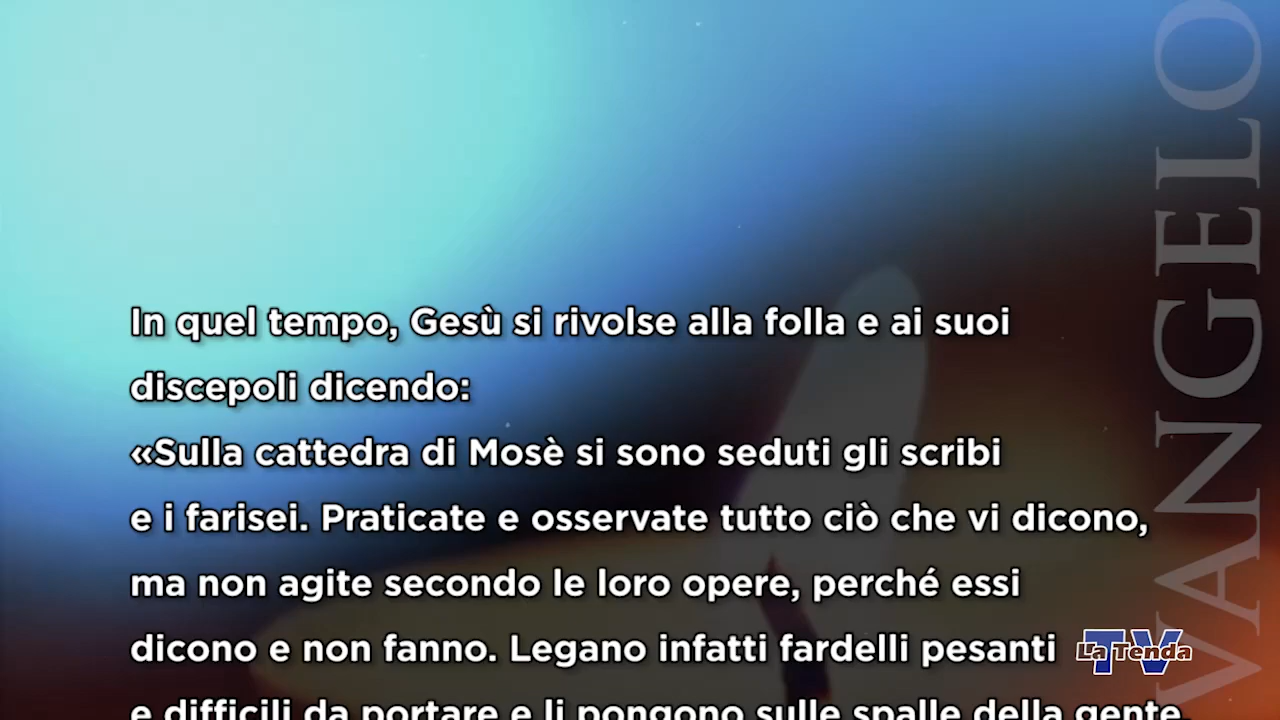 In quel tempo, Gesù si rivolse alla folla e ai suoi
discepoli dicendo:
«Sulla cattedra di Mosè si sono seduti gli scribi
e i farisei. Praticate e osservate tutto ciò che vi dicono,
ma non agite secondo le loro opere, perché essi
dicono e non fanno. Legano infatti fardelli pesanti
e difficili da portare e li pongono sulle spalle della gente
VANGELO
TV
La Tenda